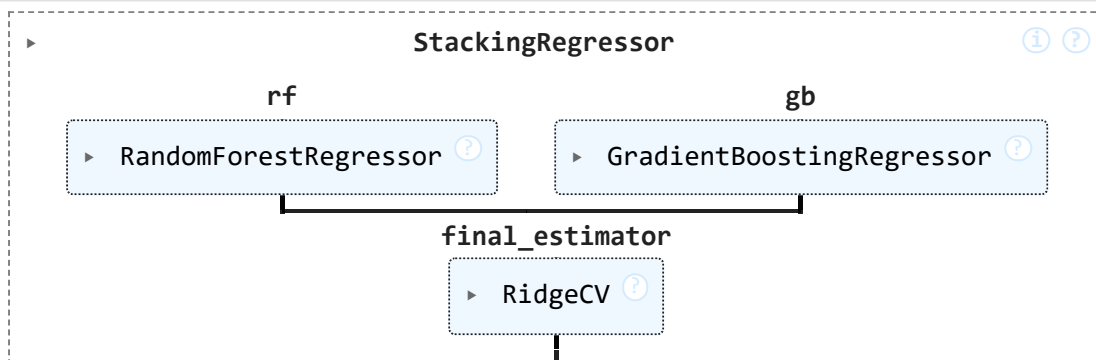 StackingRegressor i ?
rf gb
RandomForestRegressor ? GradientBoostingRegressor ?
final_estimator
RidgeCV ?